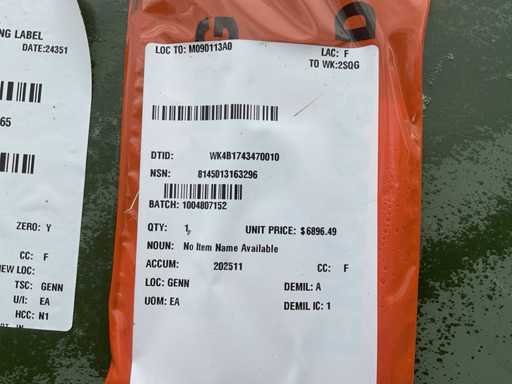 NG LABEL
DATE:24351
65
ZERO: Y
CC: F
EW LOC:
TSC: GENN
U/I: EA
HCC: N1
LOC TO: M090113A0
LAC: F
TO WK:2SQG
DTID: WK4B1743470010
NSN: 8145013163296
BATCH: 1004807152
QTY: 1 UNIT PRICE: $6896.49
NOUN: No Item Name Available
ACCUM: 202511 CC: F
LOC: GENN DEMIL: A
UOM: EA DEMIL IC: 1